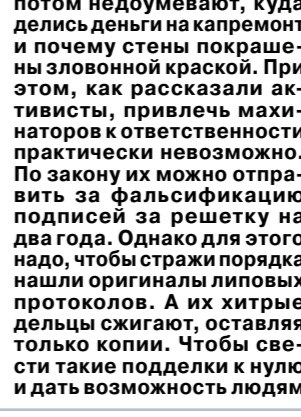 потом недоумевают, куда
делись деньги на капремонт
и почему стены покраше-
ны зловонной краской. При
этом, как рассказали ак-
тивисты, привлечь махи-
наторов к ответственности
практически невозможно.
По закону их можно отпра-
вить за фальсификацию
подписей за решетку на
два года. Однако для этого
надо, чтобы стражи порядка
нашли оригиналы липовых
протоколов. А их хитрые
дельцы сжигают, оставляя
только копии. Чтобы све-
сти такие подделки к нулю
и дать возможность людям